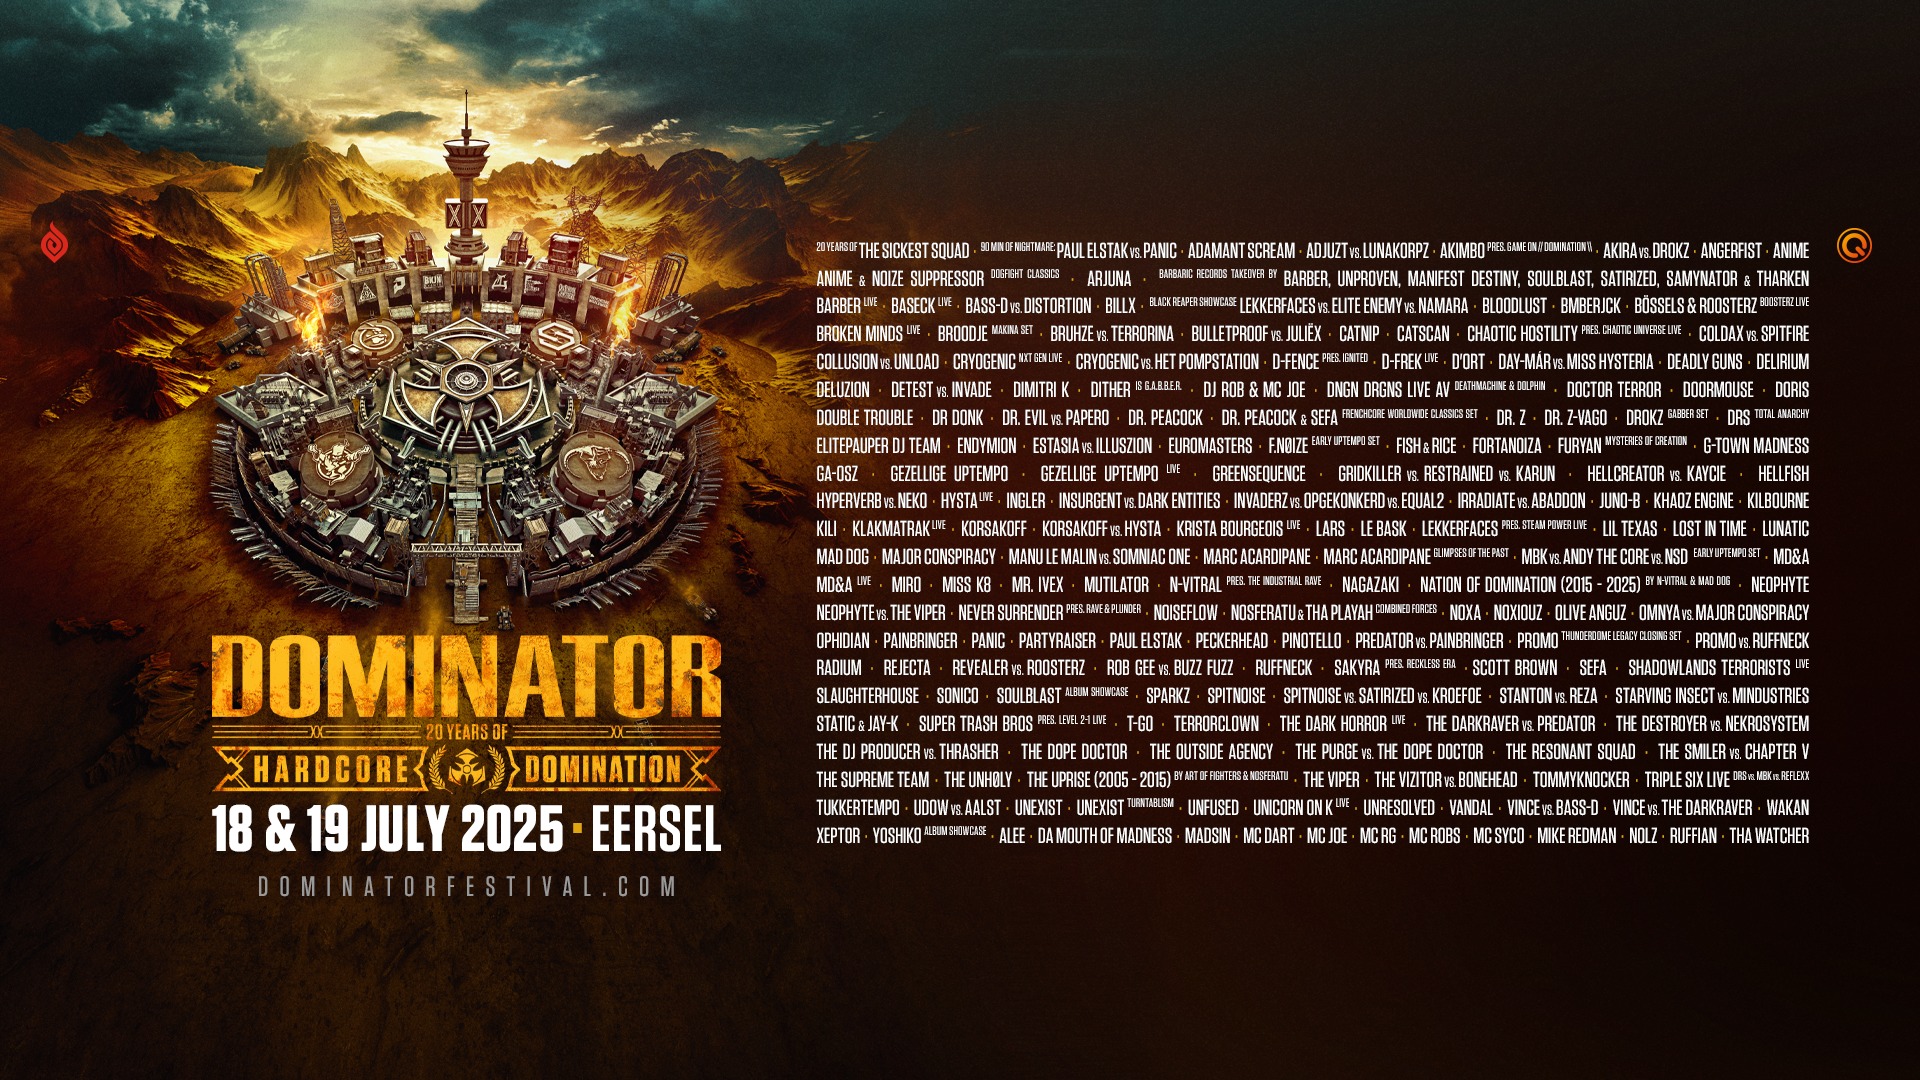 DOMINATOR
20 YEARS OF
HARDCORE DOMINATION
18 & 19 JULY 2025 · EERSEL
DOMINATORFESTIVAL.COM
20 YEARS OF THE SICKEST SQUAD · 90 MIN OF NIGHTMARE: PAUL ELSTAK vs. PANIC · ADAMANT SCREAM · ADJUZT vs. LUNAKORPZ · AKIMBO PRES. GAME ON // DOMINATION \\ · AKIRA vs. DROKZ · ANGERFIST · ANIME
ANIME & NOIZE SUPPRESSOR DOGFIGHT CLASSICS · ARJUNA · BARBARIC RECORDS TAKEOVER BY BARBER, UNPROVEN, MANIFEST DESTINY, SOULBLAST, SATIRIZED, SAMYNATOR & THARKEN
BARBER LIVE · BASECK LIVE · BASS-D vs. DISTORTION · BILLX · BLACK REAPER SHOWCASE LEKKERFACES vs. ELITE ENEMY vs. NAMARA · BLOODLUST · BMBERJCK · BÖSSELS & ROOSTERZ BOOSTERZ LIVE
BROKEN MINDS LIVE · BROODJE MAKINA SET · BRUHZE vs. TERRORINA · BULLETPROOF vs. JULIËX · CATNIP · CATSCAN · CHAOTIC HOSTILITY PRES. CHAOTIC UNIVERSE LIVE · COLDAX vs. SPITFIRE
COLLUSION vs. UNLOAD · CRYOGENIC NXT GEN LIVE · CRYOGENIC vs. HET POMPSTATION · D-FENCE PRES. IGNITED · D-FREK LIVE · D'ORT · DAY-MÁR vs. MISS HYSTERIA · DEADLY GUNS · DELIRIUM
DELUZION · DETEST vs. INVADE · DIMITRI K · DITHER IS G.A.B.B.E.R. · DJ ROB & MC JOE · DNGN DRGNS LIVE AV DEATHMACHINE & DOLPHIN · DOCTOR TERROR · DOORMOUSE · DORIS
DOUBLE TROUBLE · DR DONK · DR. EVIL vs. PAPERO · DR. PEACOCK · DR. PEACOCK & SEFA FRENCHCORE WORLDWIDE CLASSICS SET · DR. Z · DR. Z-VAGO · DROKZ GABBER SET · DRS TOTAL ANARCHY
ELITEPAUPER DJ TEAM · ENDYMION · ESTASIA vs. ILLUSZION · EUROMASTERS · F.NØIZE EARLY UPTEMPO SET · FISH & RICE · FORTANOIZA · FURYAN MYSTERIES OF CREATION · G-TOWN MADNESS
GA-OSZ · GEZELLIGE UPTEMPO · GEZELLIGE UPTEMPO LIVE · GREENSEQUENCE · GRIDKILLER vs. RESTRAINED vs. KARUN · HELLCREATOR vs. KAYCIE · HELLFISH
HYPERVERB vs. NEKO · HYSTA LIVE · INGLER · INSURGENT vs. DARK ENTITIES · INVADERZ vs. OPGEKONKERD vs. EQUAL2 · IRRADIATE vs. ABADDON · JUNO-B · KHAOZ ENGINE · KILBOURNE
KILI · KLAKMATRAK LIVE · KORSAKOFF · KORSAKOFF vs. HYSTA · KRISTA BOURGEOIS LIVE · LARS · LE BASK · LEKKERFACES PRES. STEAM POWER LIVE · LIL TEXAS · LOST IN TIME · LUNATIC
MAD DOG · MAJOR CONSPIRACY · MANU LE MALIN vs. SOMNIAC ONE · MARC ACARDIPANE · MARC ACARDIPANE GLIMPSES OF THE PAST · MBK vs. ANDY THE CORE vs. NSD EARLY UPTEMPO SET · MD&A
MD&A LIVE · MIRO · MISS K8 · MR. IVEX · MUTILATOR · N-VITRAL PRES. THE INDUSTRIAL RAVE · NAGAZAKI · NATION OF DOMINATION (2015 - 2025) BY N-VITRAL & MAD DOG · NEOPHYTE
NEOPHYTE vs. THE VIPER · NEVER SURRENDER PRES. RAVE & PLUNDER · NOISEFLOW · NOSFERATU & THA PLAYAH COMBINED FORCES · NOXA · NOXIOUZ · OLIVE ANGUZ · OMNYA vs. MAJOR CONSPIRACY
OPHIDIAN · PAINBRINGER · PANIC · PARTYRAISER · PAUL ELSTAK · PECKERHEAD · PINOTELLO · PREDATOR vs. PAINBRINGER · PROMO THUNDERDOME LEGACY CLOSING SET · PROMO vs. RUFFNECK
RADIUM · REJECTA · REVEALER vs. ROOSTERZ · ROB GEE vs. BUZZ FUZZ · RUFFNECK · SAKYRA PRES. RECKLESS ERA · SCOTT BROWN · SEFA · SHADOWLANDS TERRORISTS LIVE
SLAUGHTERHOUSE · SONICO · SOULBLAST ALBUM SHOWCASE · SPARKZ · SPITNOISE · SPITNOISE vs. SATIRIZED vs. KROEFOE · STANTON vs. REZA · STARVING INSECT vs. MINDUSTRIES
STATIC & JAY-K · SUPER TRASH BROS PRES. LEVEL 2-1 LIVE · T-GO · TERRORCLOWN · THE DARK HORROR LIVE · THE DARKRAVER vs. PREDATOR · THE DESTROYER vs. NEKROSYSTEM
THE DJ PRODUCER vs. THRASHER · THE DOPE DOCTOR · THE OUTSIDE AGENCY · THE PURGE vs. THE DOPE DOCTOR · THE RESONANT SQUAD · THE SMILER vs. CHAPTER V
THE SUPREME TEAM · THE UNHØLY · THE UPRISE (2005 - 2015) BY ART OF FIGHTERS & NOSFERATU · THE VIPER · THE VIZITOR vs. BONEHEAD · TOMMYKNOCKER · TRIPLE SIX LIVE DRS vs. MBK vs. REFLEXX
TUKKERTEMPO · UDOW vs. AALST · UNEXIST · UNEXIST TURNTABLISM · UNFUSED · UNICORN ON K LIVE · UNRESOLVED · VANDAL · VINCE vs. BASS-D · VINCE vs. THE DARKRAVER · WAKAN
XEPTOR · YOSHIKO ALBUM SHOWCASE · ALEE · DA MOUTH OF MADNESS · MADSIN · MC DART · MC JOE · MC RG · MC ROBS · MC SYCO · MIKE REDMAN · NOLZ · RUFFIAN · THA WATCHER